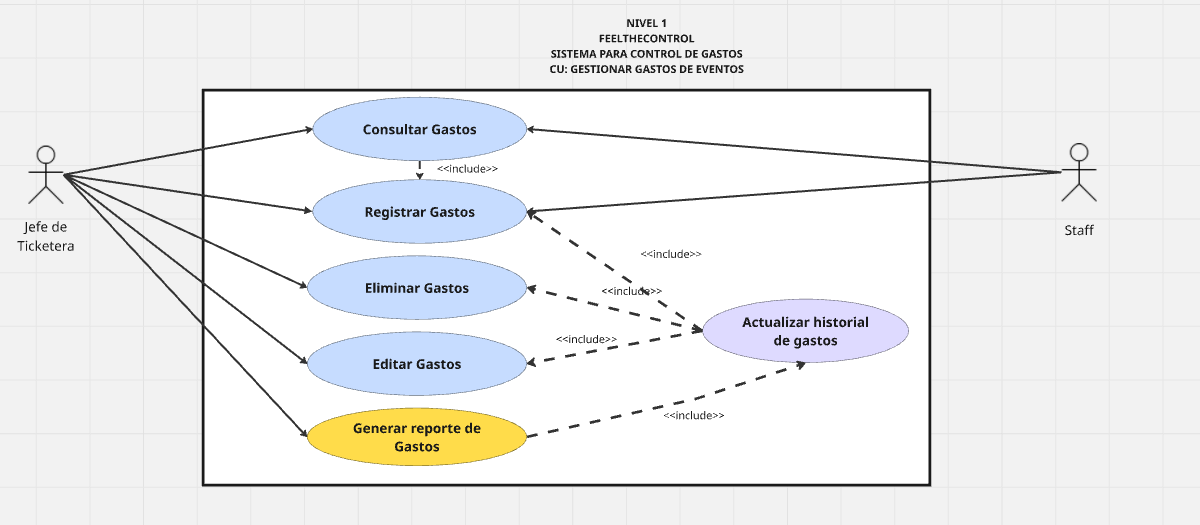 NIVEL 1
FEELTHECONTROL
SISTEMA PARA CONTROL DE GASTOS
CU: GESTIONAR GASTOS DE EVENTOS
Consultar Gastos
<<include>>
Registrar Gastos
Jefe de
Ticketera
Staff
<<include>>
Eliminar Gastos
<<include>>
Actualizar historial
de gastos
<<include>>
Editar Gastos
<<include>>
Generar reporte de
Gastos